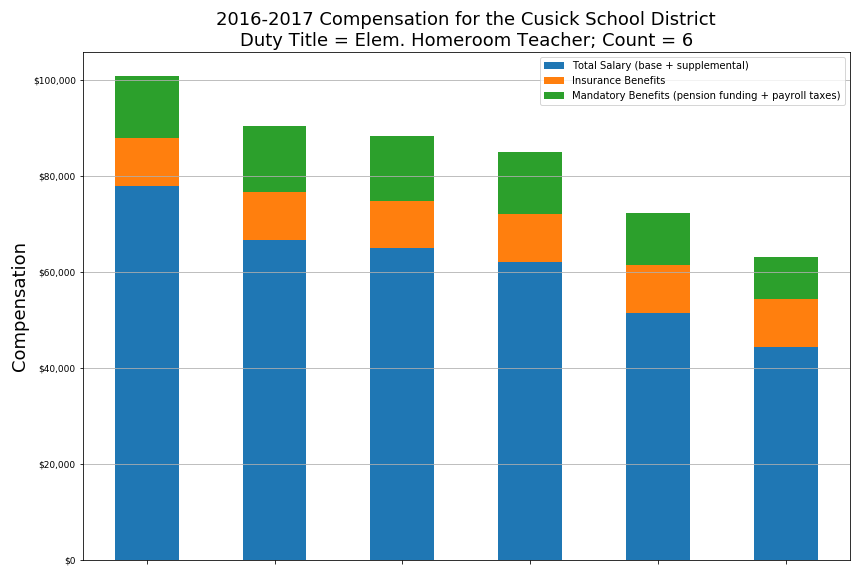 2016-2017 Compensation for the Cusick School District
Duty Title = Elem. Homeroom Teacher; Count = 6
Total Salary (base + supplemental)
Insurance Benefits
Mandatory Benefits (pension funding + payroll taxes)
Compensation
$100,000
$80,000
$60,000
$40,000
$20,000
$0